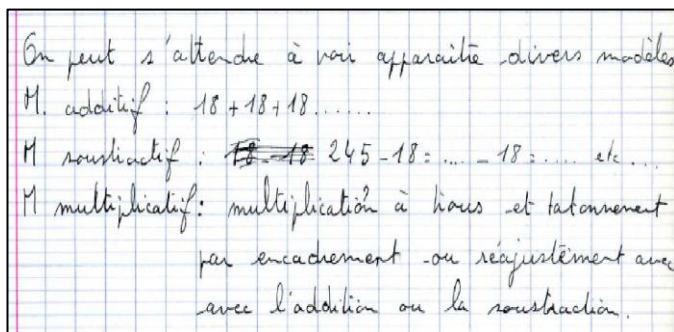 On peut s'attendre à voir apparaitre divers modèles
M. additif : 18 + 18 + 18 ......
M soustractif : 245 - 18 = .... - 18 = ..... etc ...
M multiplicatif : multiplication à trous et tatonnement
par encadrement ou réajustement avec
avec l'addition ou la soustraction.